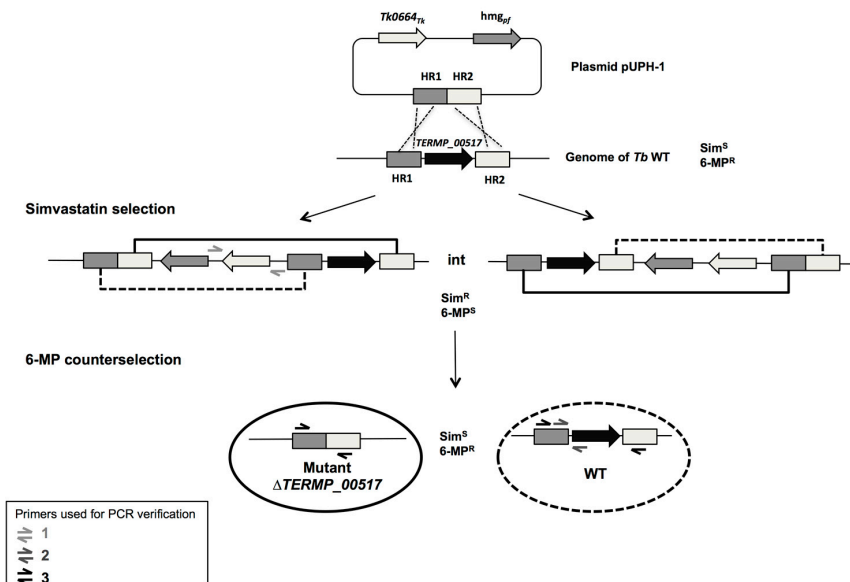 Tk0664Tk hmgpf
Plasmid pUPH-1
HR1 HR2
TERMP_00517
Genome of Tb WT
SimS
6-MPR
HR1 HR2
Simvastatin selection
int
SimR
6-MPS
6-MP counterselection
SimS
6-MPR
Mutant
ΔTERMP_00517
WT
Primers used for PCR verification
1
2
3